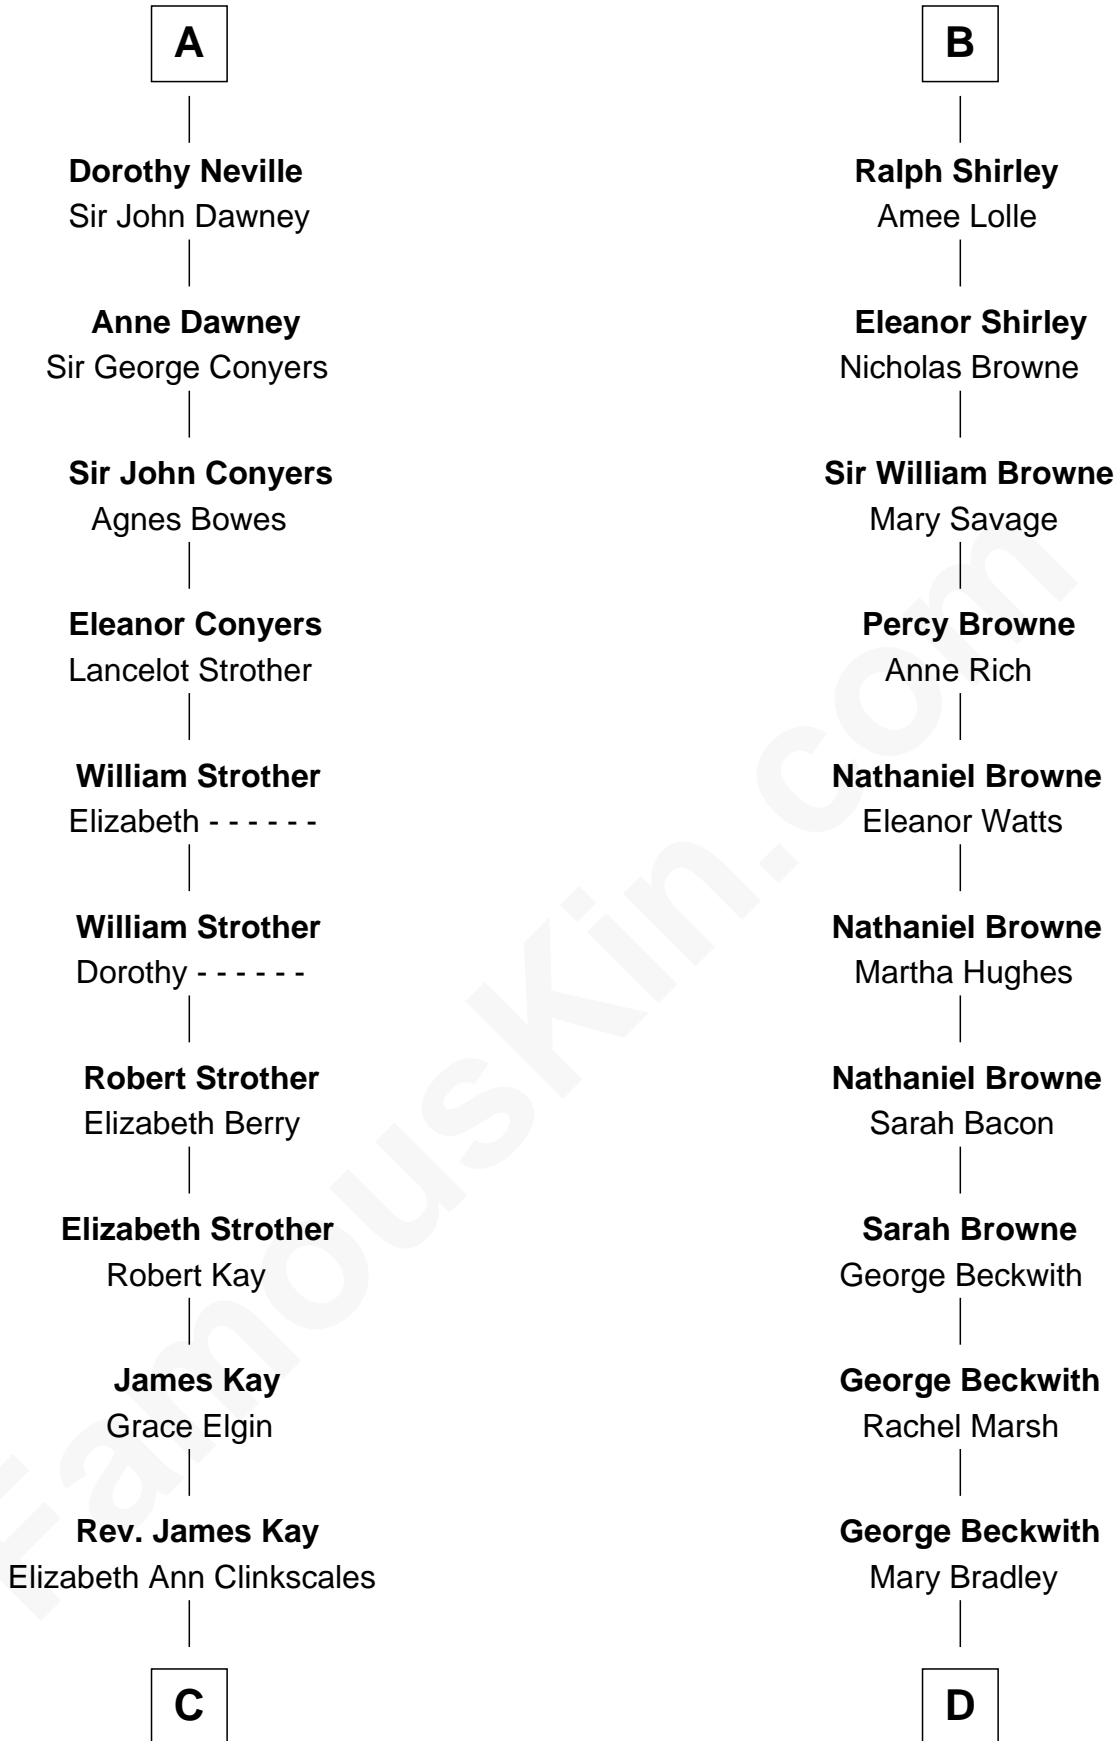 A
Dorothy Neville
Sir John Dawney
Anne Dawney
Sir George Conyers
Sir John Conyers
Agnes Bowes
Eleanor Conyers
Lancelot Strother
William Strother
Elizabeth - - - - - -
William Strother
Dorothy - - - - - -
Robert Strother
Elizabeth Berry
Elizabeth Strother
Robert Kay
James Kay
Grace Elgin
Rev. James Kay
Elizabeth Ann Clinkscales
C
B
Ralph Shirley
Amee Lolle
Eleanor Shirley
Nicholas Browne
Sir William Browne
Mary Savage
Percy Browne
Anne Rich
Nathaniel Browne
Eleanor Watts
Nathaniel Browne
Martha Hughes
Nathaniel Browne
Sarah Bacon
Sarah Browne
George Beckwith
George Beckwith
Rachel Marsh
George Beckwith
Mary Bradley
D
FamousKin.com